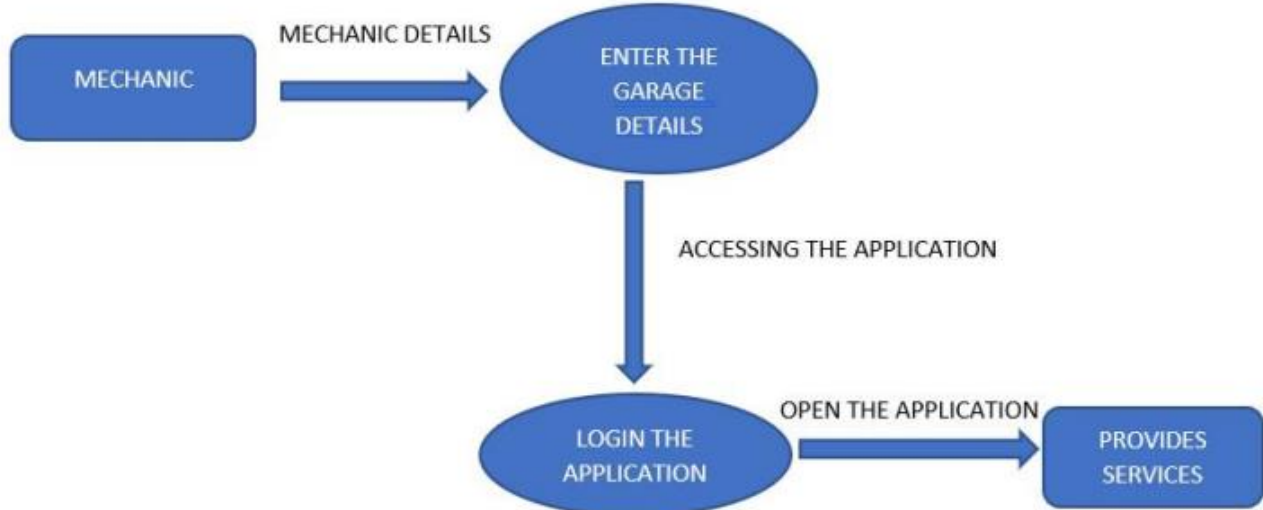 MECHANIC
MECHANIC DETAILS
ENTER THE
GARAGE
DETAILS
ACCESSING THE APPLICATION
LOGIN THE
APPLICATION
OPEN THE APPLICATION
PROVIDES
SERVICES